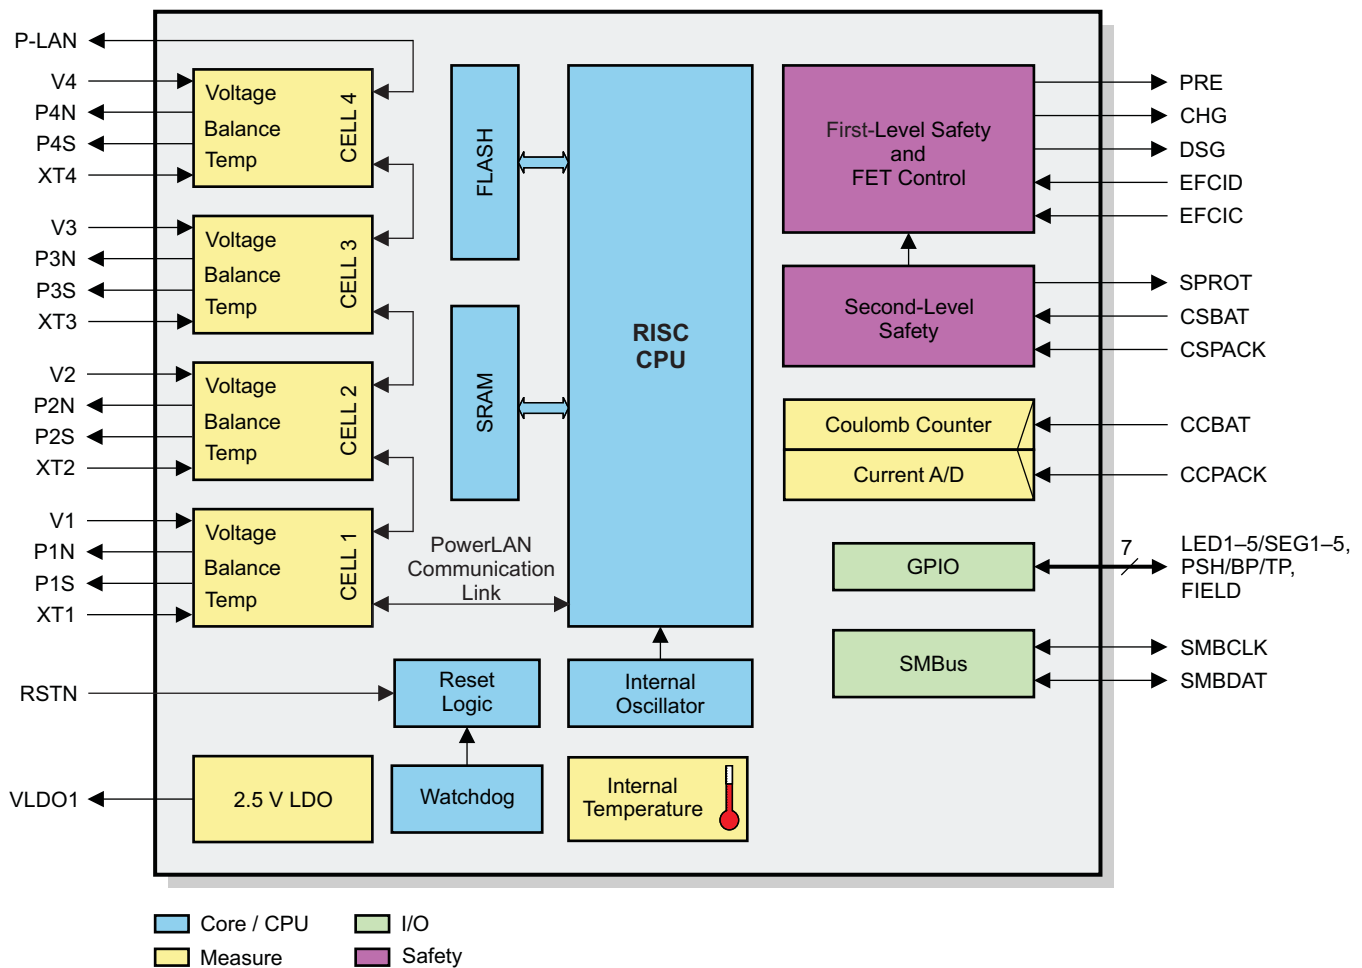 P-LAN
V4
P4N
P4S
XT4
Voltage
Balance
Temp
CELL 4
V3
P3N
P3S
XT3
Voltage
Balance
Temp
CELL 3
V2
P2N
P2S
XT2
Voltage
Balance
Temp
CELL 2
V1
P1N
P1S
XT1
Voltage
Balance
Temp
CELL 1
RSTN
VLDO1
2.5 V LDO
FLASH
SRAM
PowerLAN
Communication
Link
Reset
Logic
Watchdog
RISC
CPU
Internal
Oscillator
Internal
Temperature
First-Level Safety
and
FET Control
Second-Level
Safety
Coulomb Counter
Current A/D
GPIO
SMBus
PRE
CHG
DSG
EFCID
EFCIC
SPROT
CSBAT
CSPACK
CCBAT
CCPACK
7
LED1–5/SEG1–5,
PSH/BP/TP,
FIELD
SMBCLK
SMBDAT
Core / CPU
I/O
Measure
Safety